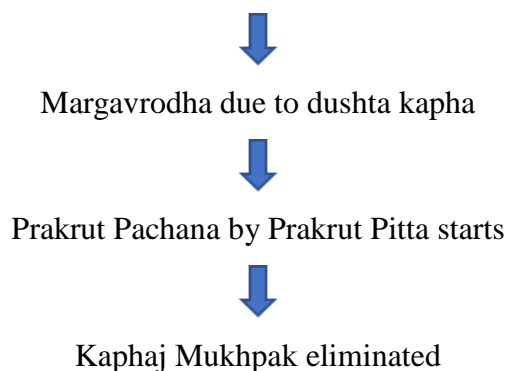 Margavrodha due to dushta kapha
Prakrut Pachana by Prakrut Pitta starts
Kaphaj Mukhpak eliminated